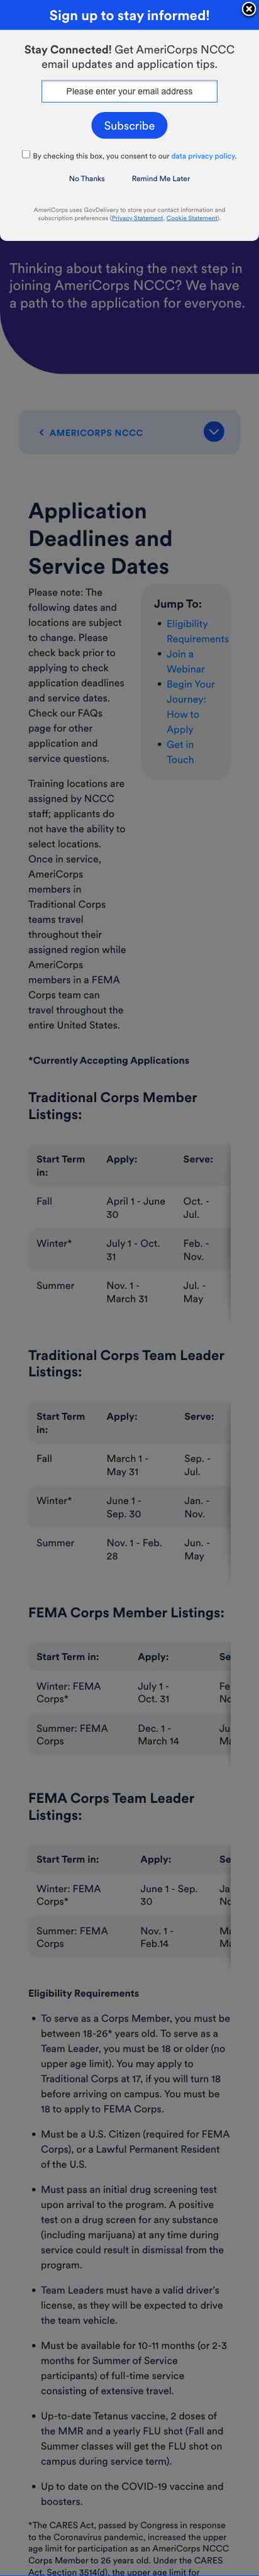 Sign up to stay informed!
Stay Connected! Get AmeriCorps NCCC
email updates and application tips.
Please enter your email address
Subscribe
By checking this box, you consent to our data privacy policy.
No Thanks Remind Me Later
AmeriCorps uses GovDelivery to store your contact information and
subscription preferences (Privacy Statement, Cookie Statement).
Thinking about taking the next step in
joining AmeriCorps NCCC? We have
a path to the application for everyone.
AMERICORPS NCCC
Application
Deadlines and
Service Dates
Please note: The
following dates and
locations are subject
to change. Please
check back prior to
applying to check
application deadlines
and service dates.
Check our FAQs
page for other
application and
service questions.
Training locations are
assigned by NCCC
staff; applicants do
not have the ability to
select locations.
Once in service,
AmeriCorps
members in
Traditional Corps
teams travel
throughout their
assigned region while
AmeriCorps
members in a FEMA
Corps team can
travel throughout the
entire United States.
Jump To:
• Eligibility
Requirements
• Join a
Webinar
• Begin Your
Journey:
How to
Apply
• Get in
Touch
*Currently Accepting Applications
Traditional Corps Member
Listings:
Start Term Apply: Serve:
in:
Fall April 1 - June Oct. -
30 Jul.
Winter* July 1 - Oct. Feb. -
31 Nov.
Summer Nov. 1 - Jul. -
March 31 May
Traditional Corps Team Leader
Listings:
Start Term Apply: Serve:
in:
Fall March 1 - Sep. -
May 31 Jul.
Winter* June 1 - Jan. -
Sep. 30 Nov.
Summer Nov. 1 - Feb. Jun. -
28 May
FEMA Corps Member Listings:
Start Term in: Apply: Se
Winter: FEMA July 1 - Fe
Corps* Oct. 31 No
Summer: FEMA Dec. 1 - Ju
Corps March 14 Ma
FEMA Corps Team Leader
Listings:
Start Term in: Apply: Se
Winter: FEMA June 1 - Sep. Ja
Corps* 30 No
Summer: FEMA Nov. 1 - Ma
Corps Feb.14 Ma
Eligibility Requirements
• To serve as a Corps Member, you must be
between 18-26* years old. To serve as a
Team Leader, you must be 18 or older (no
upper age limit). You may apply to
Traditional Corps at 17, if you will turn 18
before arriving on campus. You must be
18 to apply to FEMA Corps.
• Must be a U.S. Citizen (required for FEMA
Corps), or a Lawful Permanent Resident
of the U.S.
• Must pass an initial drug screening test
upon arrival to the program. A positive
test on a drug screen for any substance
(including marijuana) at any time during
service could result in dismissal from the
program.
• Team Leaders must have a valid driver's
license, as they will be expected to drive
the team vehicle.
• Must be available for 10-11 months (or 2-3
months for Summer of Service
participants) of full-time service
consisting of extensive travel.
• Up-to-date Tetanus vaccine, 2 doses of
the MMR and a yearly FLU shot (Fall and
Summer classes will get the FLU shot on
campus during service term).
• Up to date on the COVID-19 vaccine and
boosters.
*The CARES Act, passed by Congress in response
to the Coronavirus pandemic, increased the upper
age limit for participation as an AmeriCorps NCCC
Corps Member to 26 years old. Under the CARES
Act, Section 3514(d), the upper age limit for